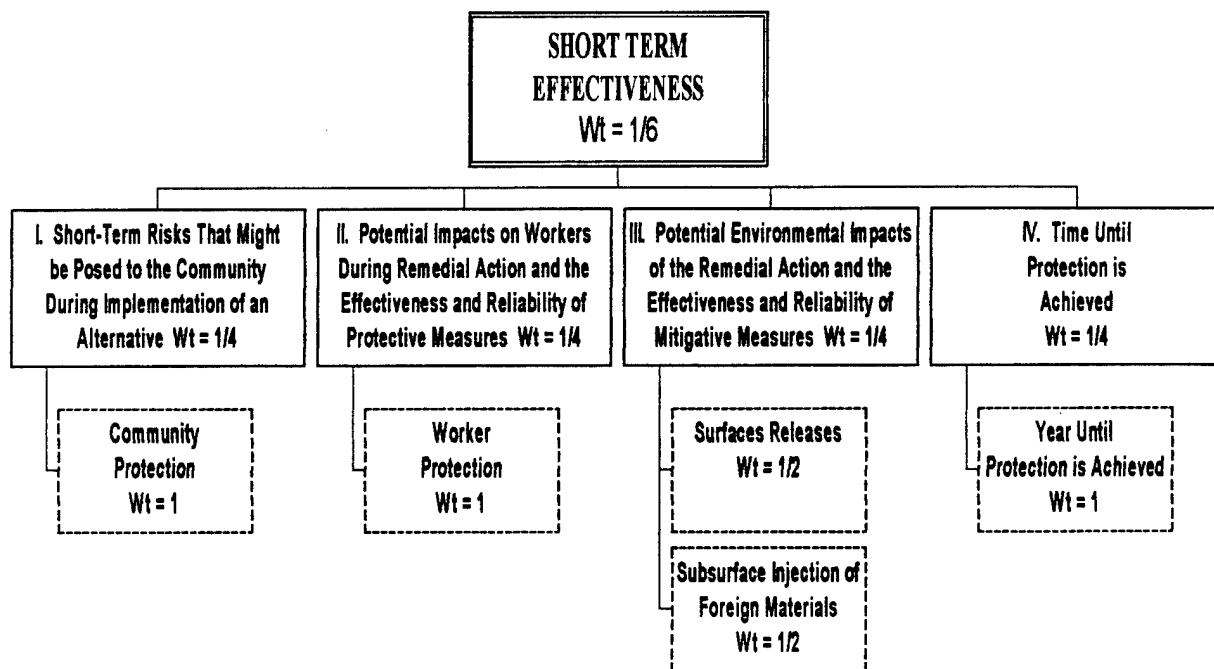 SHORT TERM
EFFECTIVENESS
Wt = 1/6
I. Short-Term Risks That Might
be Posed to the Community
During Implementation of an
Alternative Wt = 1/4
II. Potential Impacts on Workers
During Remedial Action and the
Effectiveness and Reliability of
Protective Measures Wt = 1/4
III. Potential Environmental Impacts
of the Remedial Action and the
Effectiveness and Reliability of
Mitigative Measures Wt = 1/4
IV. Time Until
Protection is
Achieved
Wt = 1/4
Community
Protection
Wt = 1
Worker
Protection
Wt = 1
Surfaces Releases
Wt = 1/2
Year Until
Protection is Achieved
Wt = 1
Subsurface Injection of
Foreign Materials
Wt = 1/2